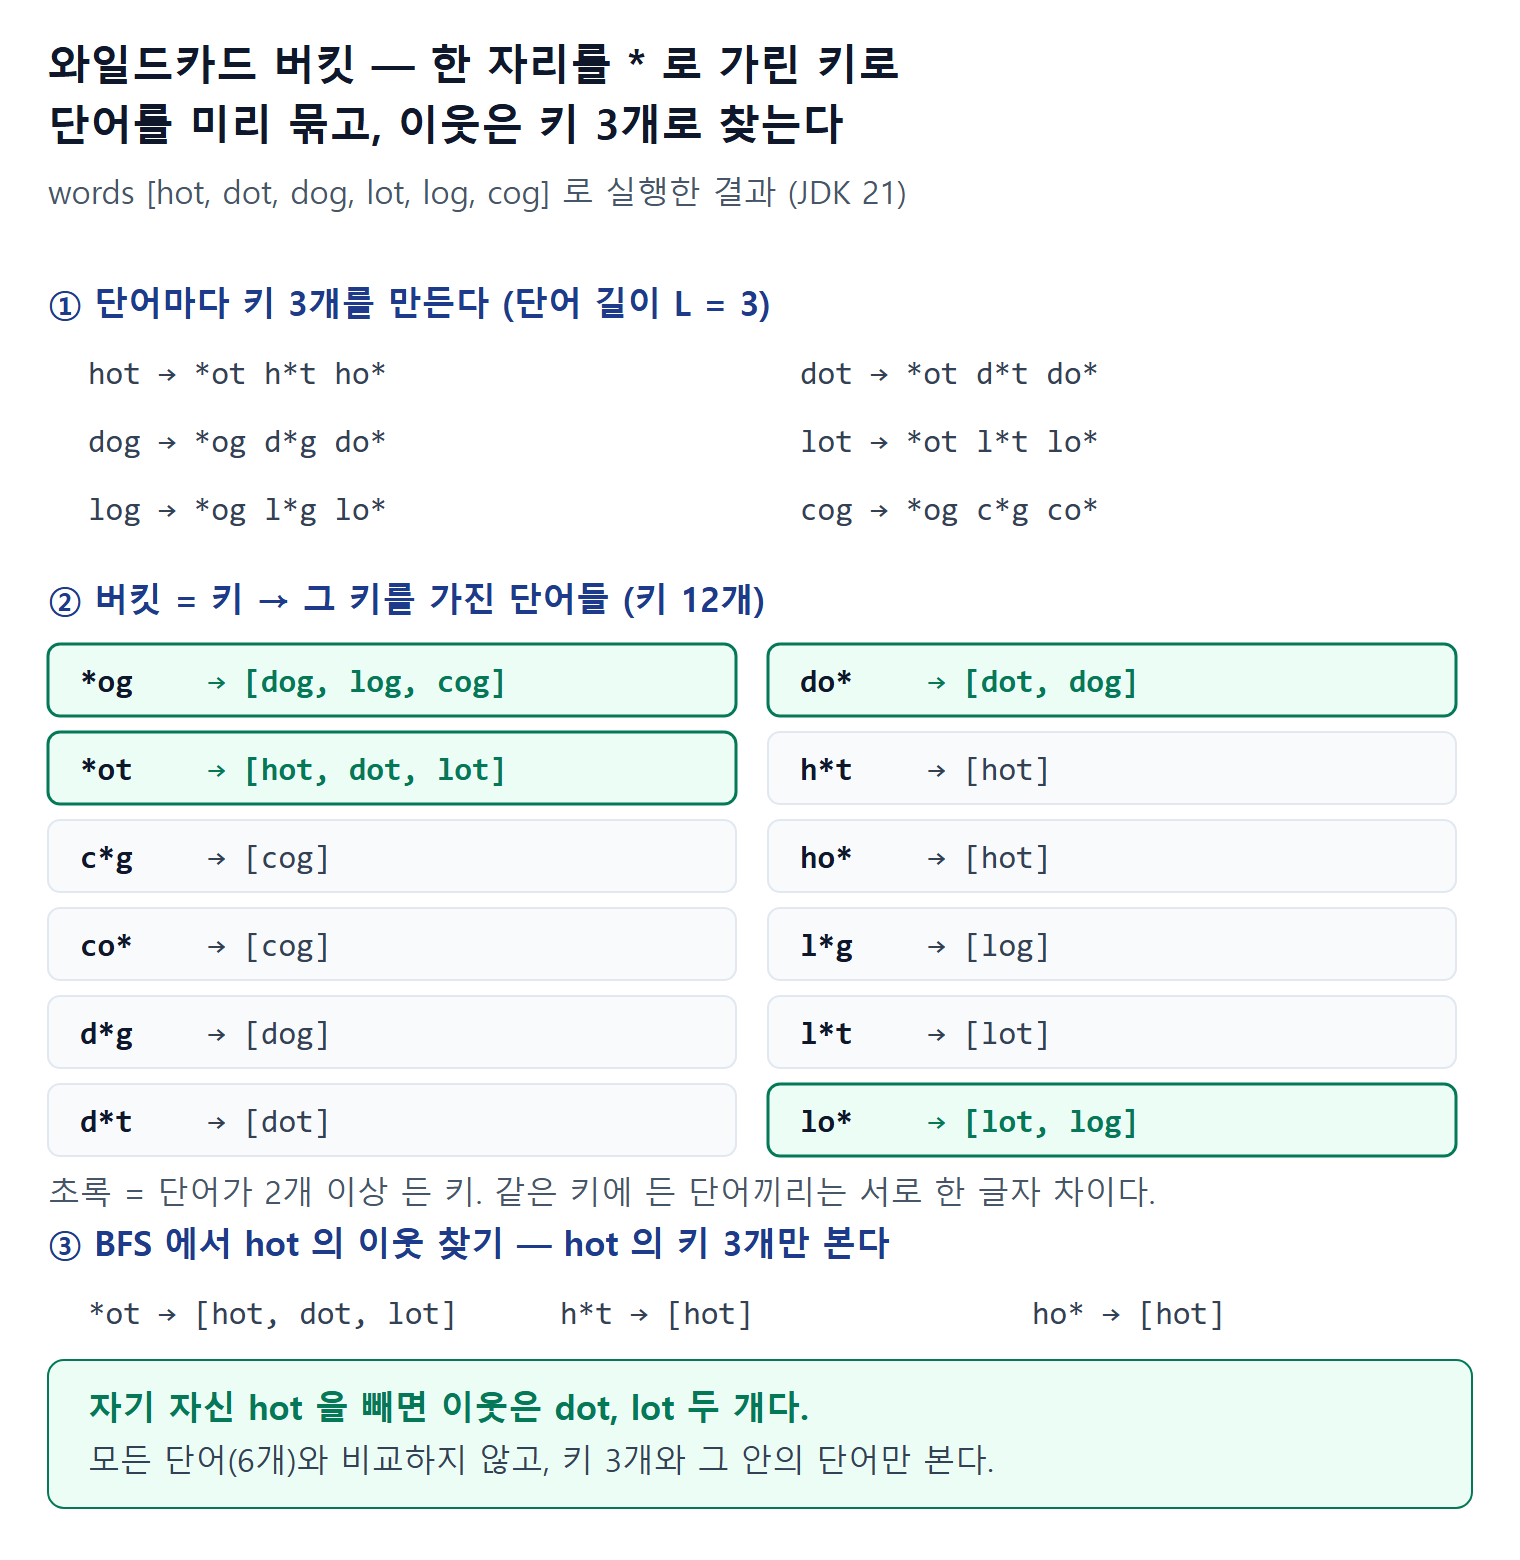 와일드카드 버킷 — 한 자리를 * 로 가린 키로
단어를 미리 묶고, 이웃은 키 3개로 찾는다
words [hot, dot, dog, lot, log, cog] 로 실행한 결과 (JDK 21)
① 단어마다 키 3개를 만든다 (단어 길이 L = 3)
hot → *ot h*t ho*
dot → *ot d*t do*
dog → *og d*g do*
lot → *ot l*t lo*
log → *og l*g lo*
cog → *og c*g co*
② 버킷 = 키 → 그 키를 가진 단어들 (키 12개)
*og → [dog, log, cog]
do* → [dot, dog]
*ot → [hot, dot, lot]
h*t → [hot]
c*g → [cog]
ho* → [hot]
co* → [cog]
l*g → [log]
d*g → [dog]
l*t → [lot]
d*t → [dot]
lo* → [lot, log]
초록 = 단어가 2개 이상 든 키. 같은 키에 든 단어끼리는 서로 한 글자 차이다.
③ BFS 에서 hot 의 이웃 찾기 — hot 의 키 3개만 본다
*ot → [hot, dot, lot]
h*t → [hot]
ho* → [hot]
자기 자신 hot 을 빼면 이웃은 dot, lot 두 개다.
모든 단어(6개)와 비교하지 않고, 키 3개와 그 안의 단어만 본다.